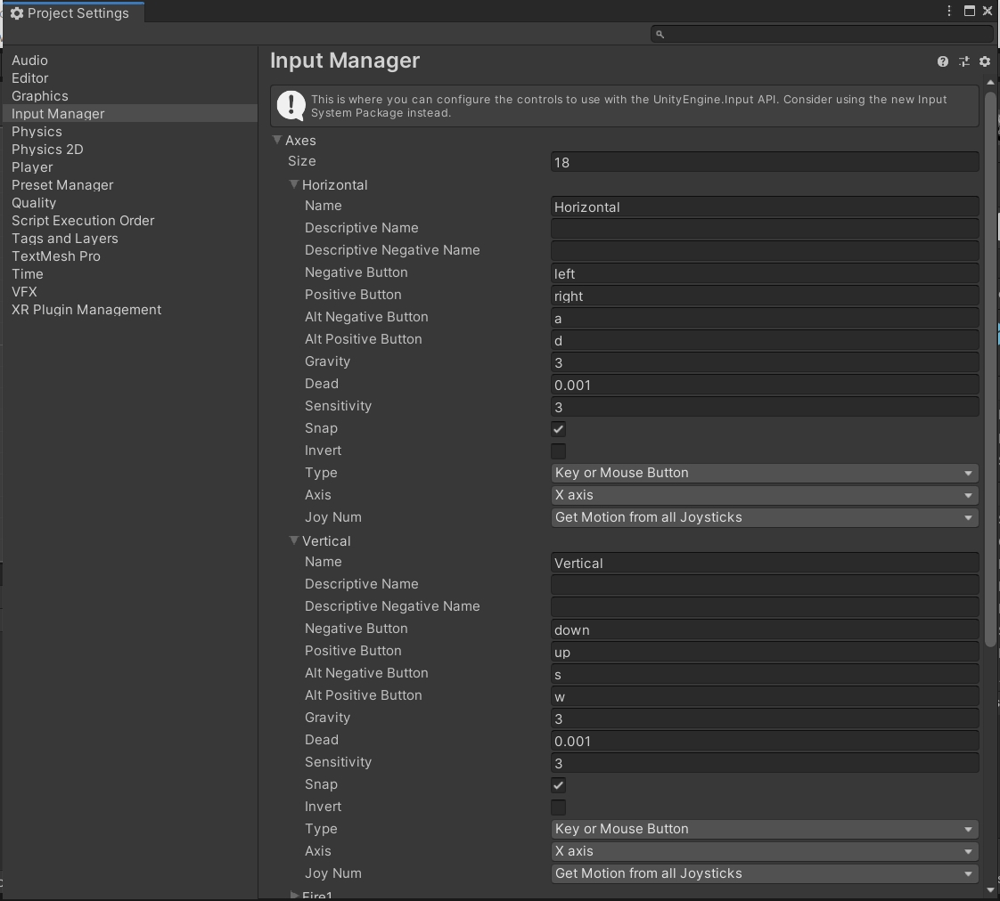 Project Settings
Audio
Editor
Graphics
Input Manager
Physics
Physics 2D
Player
Preset Manager
Quality
Script Execution Order
Tags and Layers
TextMesh Pro
Time
VFX
XR Plugin Management
Input Manager
This is where you can configure the controls to use with the UnityEngine.Input API. Consider using the new Input
System Package instead.
Axes
Size 18
Horizontal
Name Horizontal
Descriptive Name
Descriptive Negative Name
Negative Button left
Positive Button right
Alt Negative Button a
Alt Positive Button d
Gravity 3
Dead 0.001
Sensitivity 3
Snap
Invert
Type Key or Mouse Button
Axis X axis
Joy Num Get Motion from all Joysticks
Vertical
Name Vertical
Descriptive Name
Descriptive Negative Name
Negative Button down
Positive Button up
Alt Negative Button s
Alt Positive Button w
Gravity 3
Dead 0.001
Sensitivity 3
Snap
Invert
Type Key or Mouse Button
Axis X axis
Joy Num Get Motion from all Joysticks
Fire1